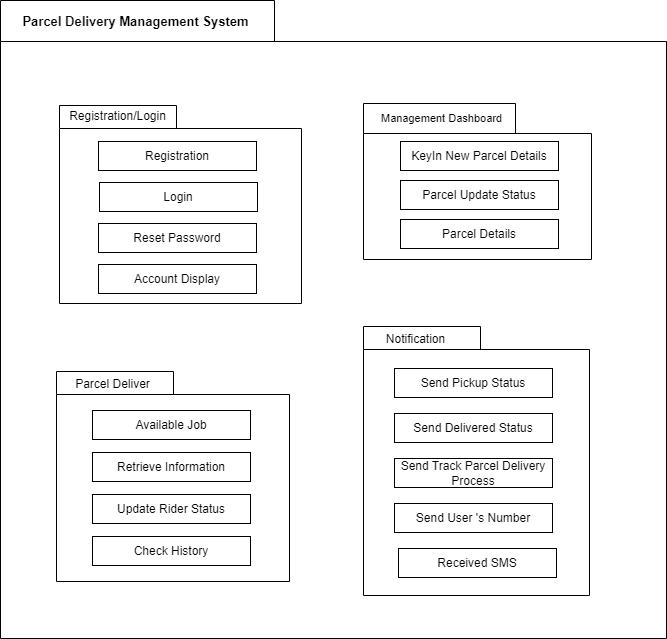 Parcel Delivery Management System
Registration/Login
Registration
Login
Reset Password
Account Display
Management Dashboard
KeyIn New Parcel Details
Parcel Update Status
Parcel Details
Parcel Deliver
Available Job
Retrieve Information
Update Rider Status
Check History
Notification
Send Pickup Status
Send Delivered Status
Send Track Parcel Delivery
Process
Send User 's Number
Received SMS